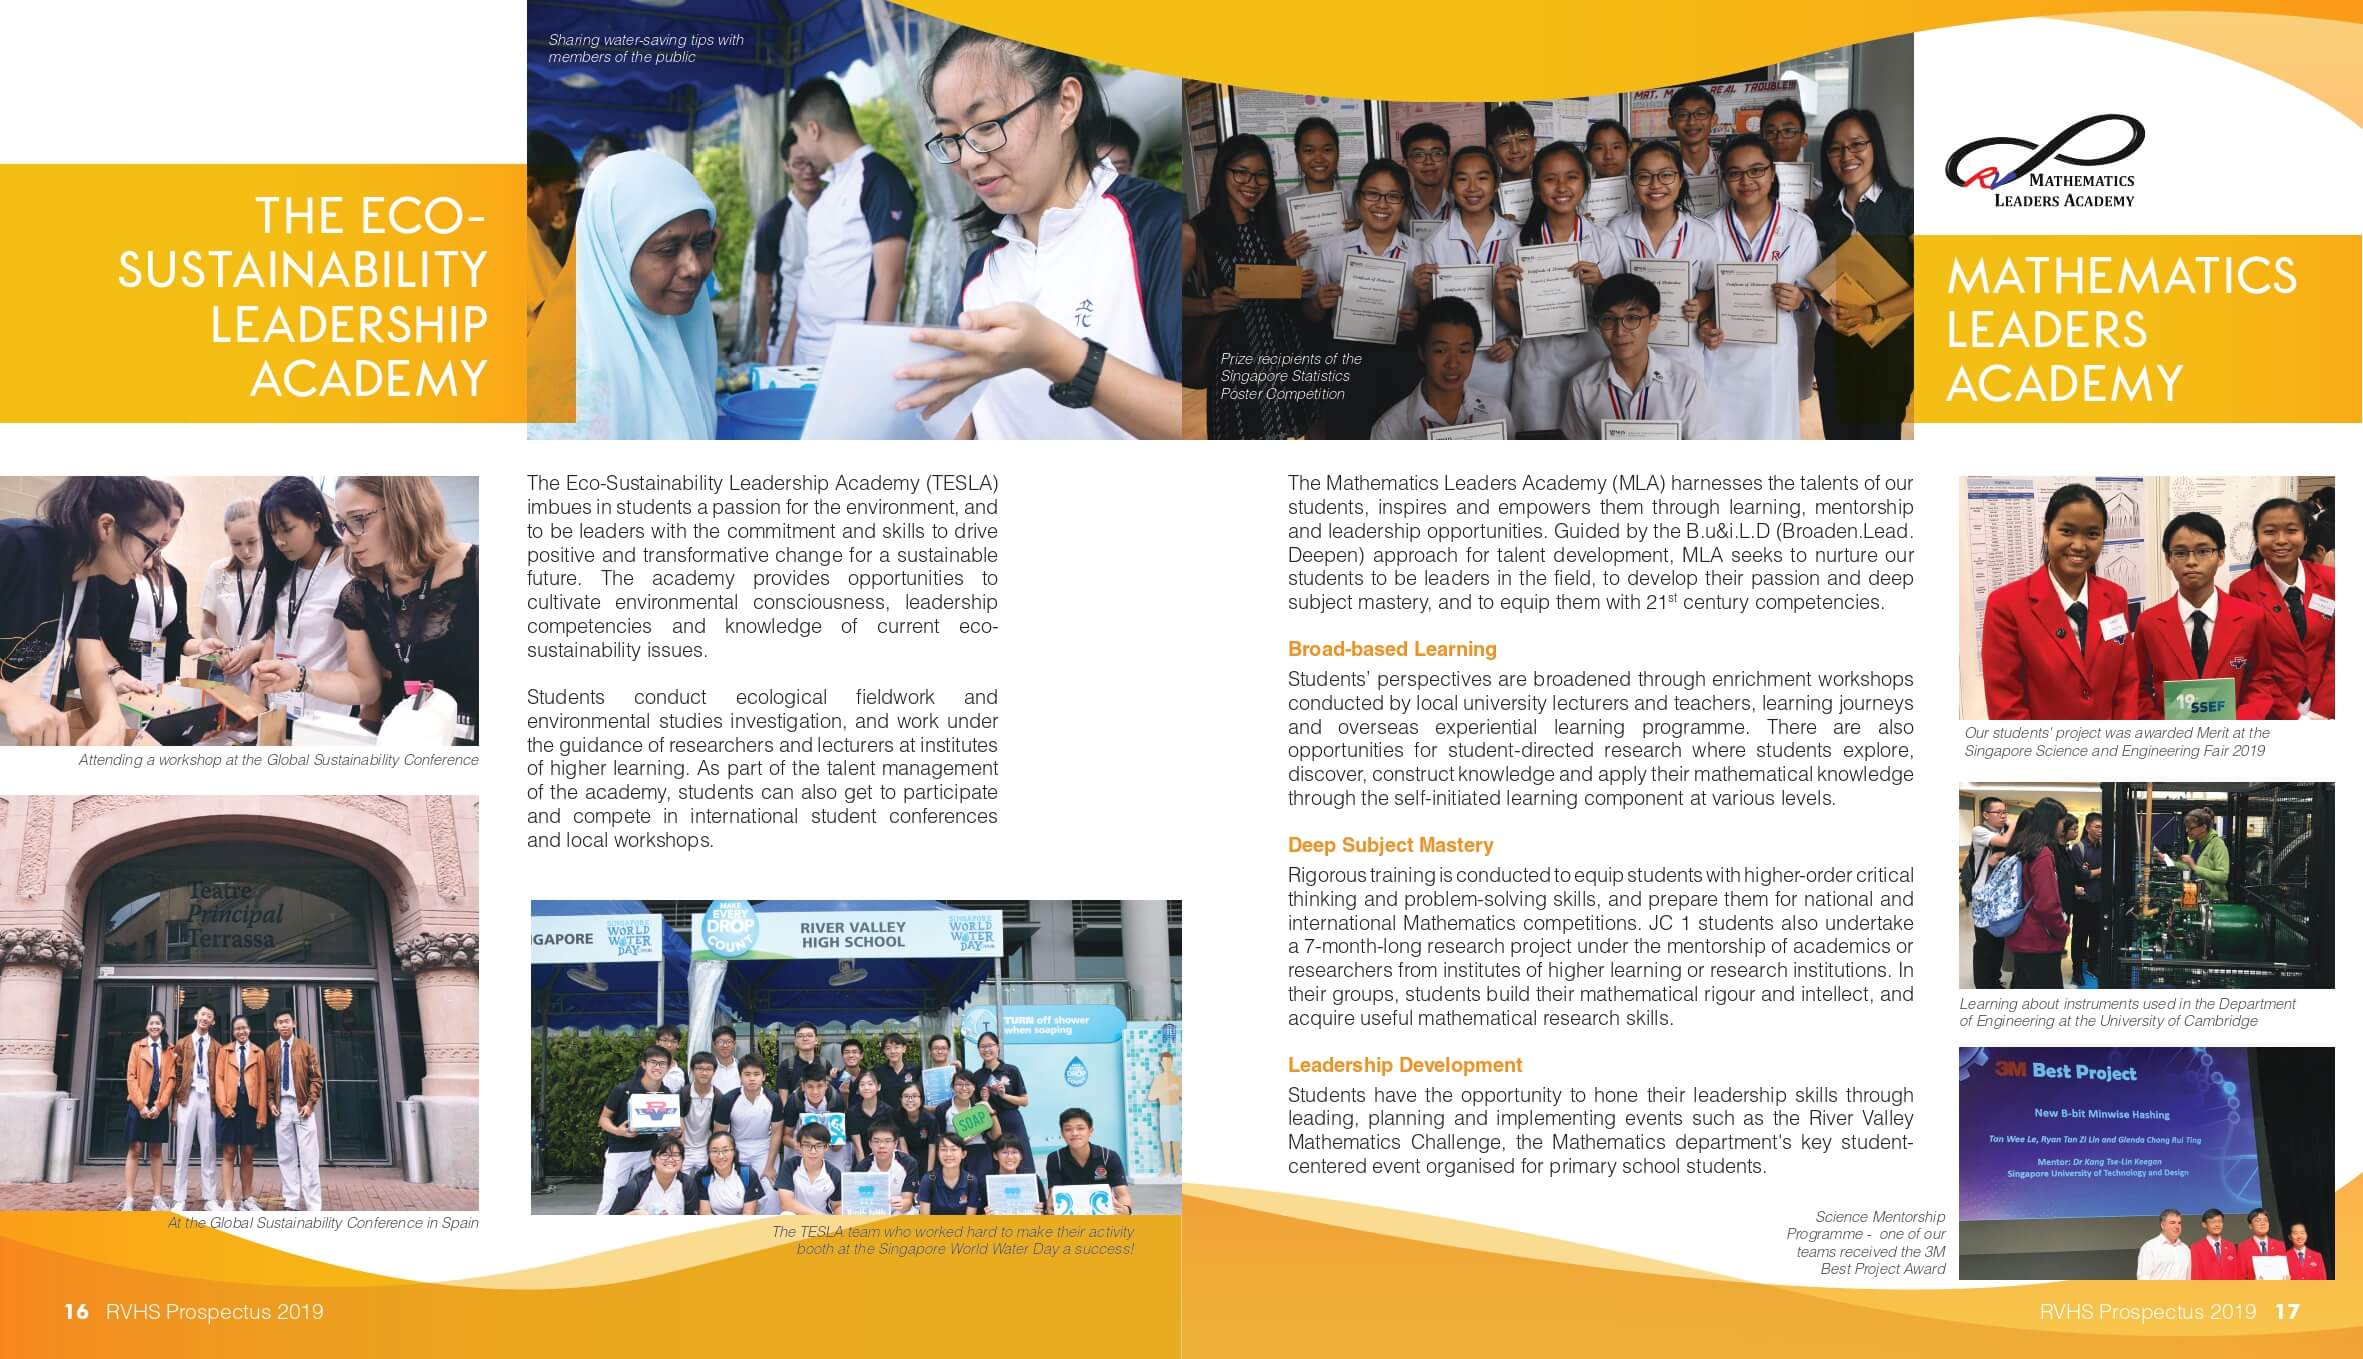 Sharing water-saving tips with
members of the public
THE ECO-
SUSTAINABILITY
LEADERSHIP
ACADEMY
Attending a workshop at the Global Sustainability Conference
Teatre
Principal
Terrassa
At the Global Sustainability Conference in Spain
The Eco-Sustainability Leadership Academy (TESLA)
imbues in students a passion for the environment, and
to be leaders with the commitment and skills to drive
positive and transformative change for a sustainable
future. The academy provides opportunities to
cultivate environmental consciousness, leadership
competencies and knowledge of current eco-
sustainability issues.
Students conduct ecological fieldwork and
environmental studies investigation, and work under
the guidance of researchers and lecturers at institutes
of higher learning. As part of the talent management
of the academy, students can also get to participate
and compete in international student conferences
and local workshops.
GAPORE
SINGAPORE
WORLD
WATER
DAY
MAKE
EVERY
DROP
COUNT
RIVER VALLEY
HIGH SCHOOL
SINGAPORE
WORLD
WATER
DAY
TURN off shower
when soaping
SOAP
The TESLA team who worked hard to make their activity
booth at the Singapore World Water Day a success!
16 RVHS Prospectus 2019
MRT, M REAL TROUBLE!!!
Certificate of Participation
Prize recipients of the
Singapore Statistics
Poster Competition
RV MATHEMATICS
LEADERS ACADEMY
MATHEMATICS
LEADERS
ACADEMY
The Mathematics Leaders Academy (MLA) harnesses the talents of our
students, inspires and empowers them through learning, mentorship
and leadership opportunities. Guided by the B.u&i.L.D (Broaden.Lead.
Deepen) approach for talent development, MLA seeks to nurture our
students to be leaders in the field, to develop their passion and deep
subject mastery, and to equip them with 21st century competencies.
Broad-based Learning
Students' perspectives are broadened through enrichment workshops
conducted by local university lecturers and teachers, learning journeys
and overseas experiential learning programme. There are also
opportunities for student-directed research where students explore,
discover, construct knowledge and apply their mathematical knowledge
through the self-initiated learning component at various levels.
Deep Subject Mastery
Rigorous training is conducted to equip students with higher-order critical
thinking and problem-solving skills, and prepare them for national and
international Mathematics competitions. JC 1 students also undertake
a 7-month-long research project under the mentorship of academics or
researchers from institutes of higher learning or research institutions. In
their groups, students build their mathematical rigour and intellect, and
acquire useful mathematical research skills.
Leadership Development
Students have the opportunity to hone their leadership skills through
leading, planning and implementing events such as the River Valley
Mathematics Challenge, the Mathematics department's key student-
centered event organised for primary school students.
19 SSEF
Our students' project was awarded Merit at the
Singapore Science and Engineering Fair 2019
Learning about instruments used in the Department
of Engineering at the University of Cambridge
3M Best Project
New B-bit Minwise Hashing
Tan Wee Le, Ryan Tan Zi Lin and Glenda Chong Rui Ting
Mentor: Dr Kang Tse-Lin Keegan
Singapore University of Technology and Design
Science Mentorship
Programme - one of our
teams received the 3M
Best Project Award
RVHS Prospectus 2019 17